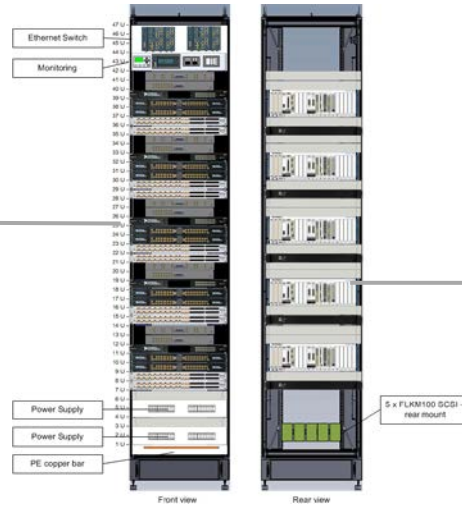 47 U
46 U
Ethernet Switch
45 U
44 U
43 U
Monitoring
42 U
41 U
40 U
39 U
38 U
37 U
36 U
35 U
34 U
33 U
32 U
31 U
30 U
29 U
28 U
27 U
26 U
25 U
24 U
23 U
22 U
21 U
20 U
19 U
18 U
17 U
16 U
15 U
14 U
13 U
12 U
11 U
10 U
9 U
8 U
7 U
6 U
Power Supply
5 U
4 U
5 x FLKM100 SCSI -
rear mount
3 U
Power Supply
2 U
1 U
PE copper bar
Front view
Rear view